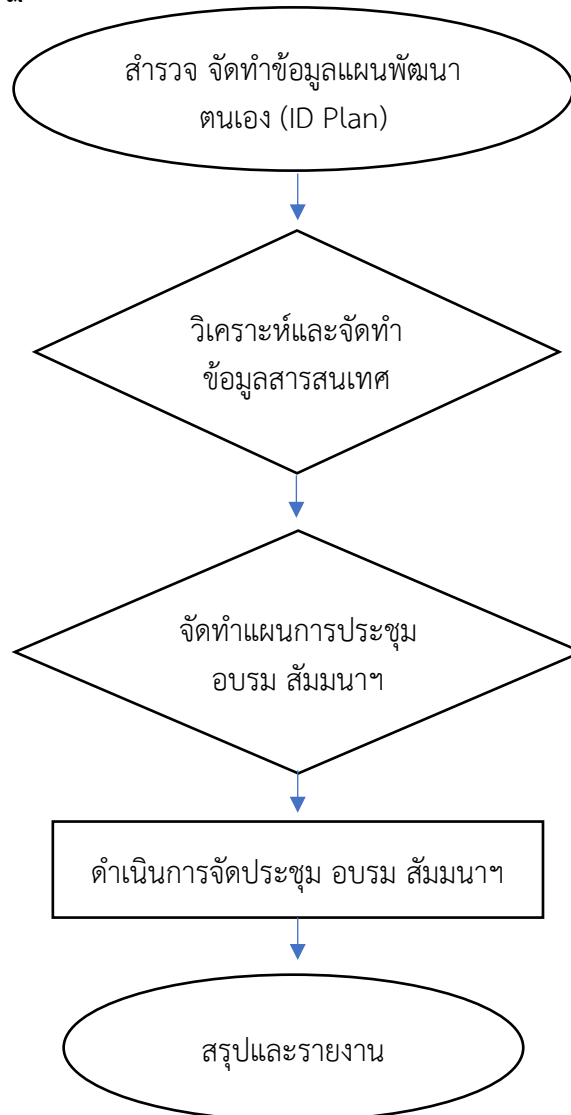 สำรวจ จัดทำข้อมูลแผนพัฒนา
ตนเอง (ID Plan)
วิเคราะห์และจัดทำ
ข้อมูลสารสนเทศ
จัดทำแผนการประชุม
อบรม สัมมนาฯ
ดำเนินการจัดประชุม อบรม สัมมนาฯ
สรุปและรายงาน